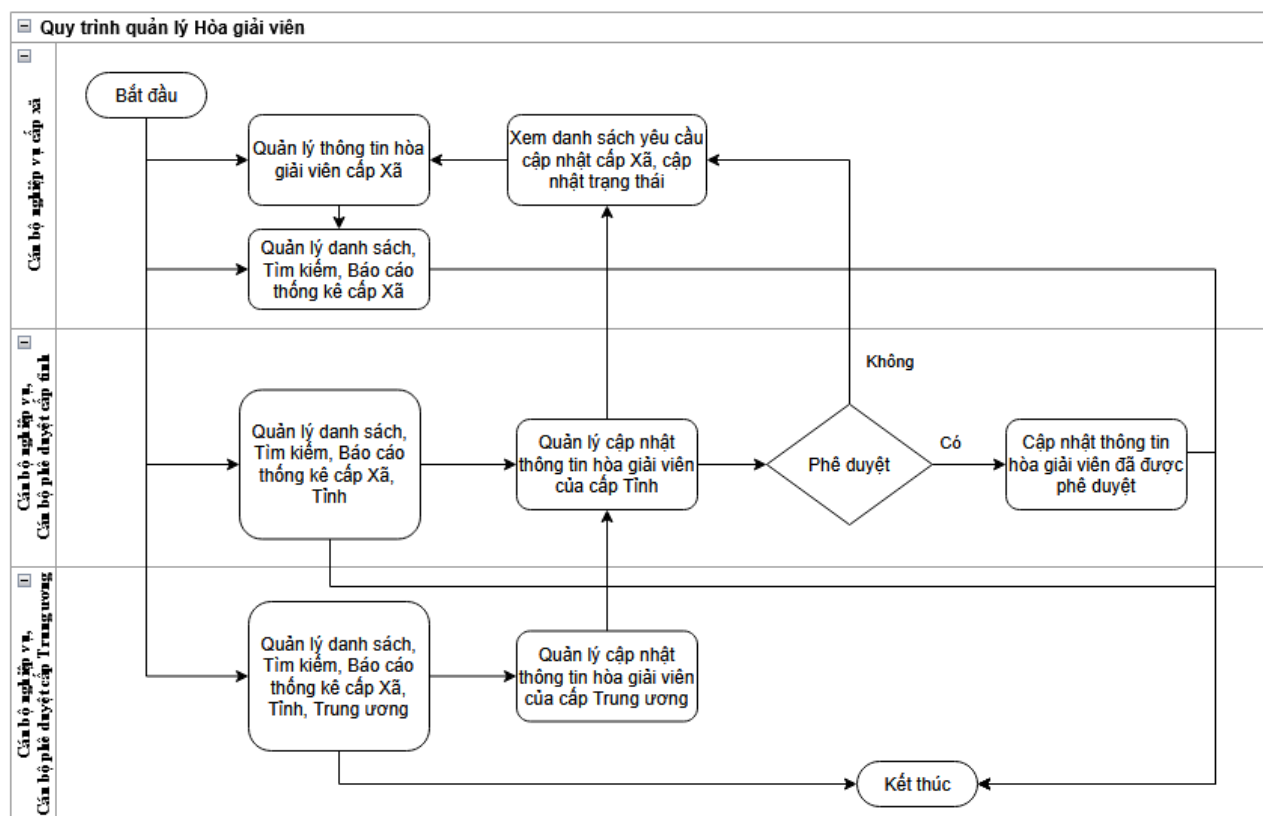 Quy trình quản lý Hòa giải viên
Cán bộ nghiệp vụ cấp xã
Bắt đầu
Quản lý thông tin hòa
giải viên cấp Xã
Xem danh sách yêu cầu
cập nhật cấp Xã, cập
nhật trạng thái
Quản lý danh sách,
Tìm kiếm, Báo cáo
thống kê cấp Xã
Cán bộ nghiệp vụ,
Cán bộ phê duyệt cấp tỉnh
Không
Quản lý danh sách,
Tìm kiếm, Báo cáo
thống kê cấp Xã,
Tỉnh
Quản lý cập nhật
thông tin hòa giải viên
của cấp Tỉnh
Phê duyệt
Có
Cập nhật thông tin
hòa giải viên đã được
phê duyệt
Cán bộ nghiệp vụ,
Cán bộ phê duyệt cấp Trung ương
Quản lý danh sách,
Tìm kiếm, Báo cáo
thống kê cấp Xã,
Tỉnh, Trung ương
Quản lý cập nhật
thông tin hòa giải viên
của cấp Trung ương
Kết thúc